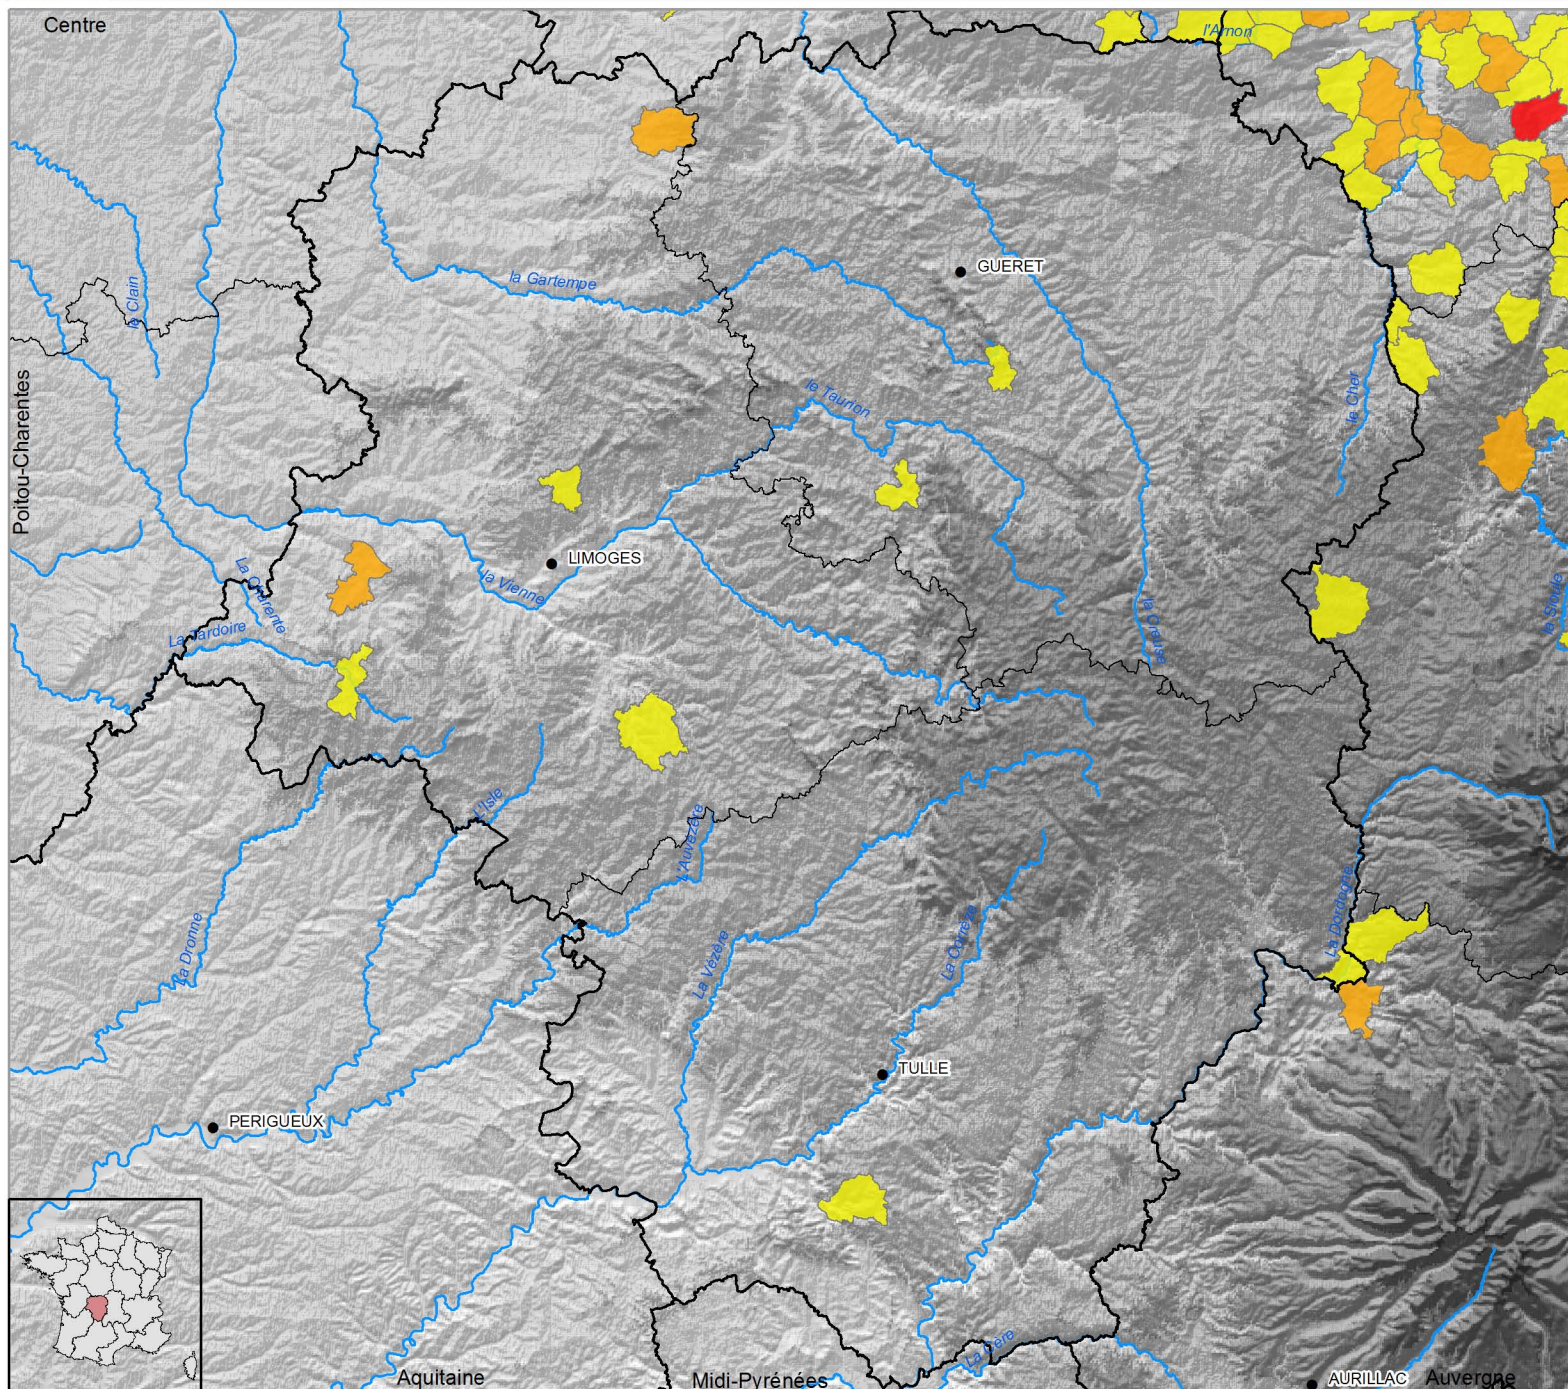 Centre
l'Arnon
GUERET
la Gartempe
le Clain
Poitou-Charentes
le Taurion
le Cher
LIMOGES
la Vienne
La Charente
La Tardoire
la Creuse
la Sioule
L'Isle
L'Auvezère
La Dordogne
La Dronne
La Vézère
La Corrèze
TULLE
PERIGUEUX
La Cère
Aquitaine
Midi-Pyrénées
AURILLAC
Auvergne